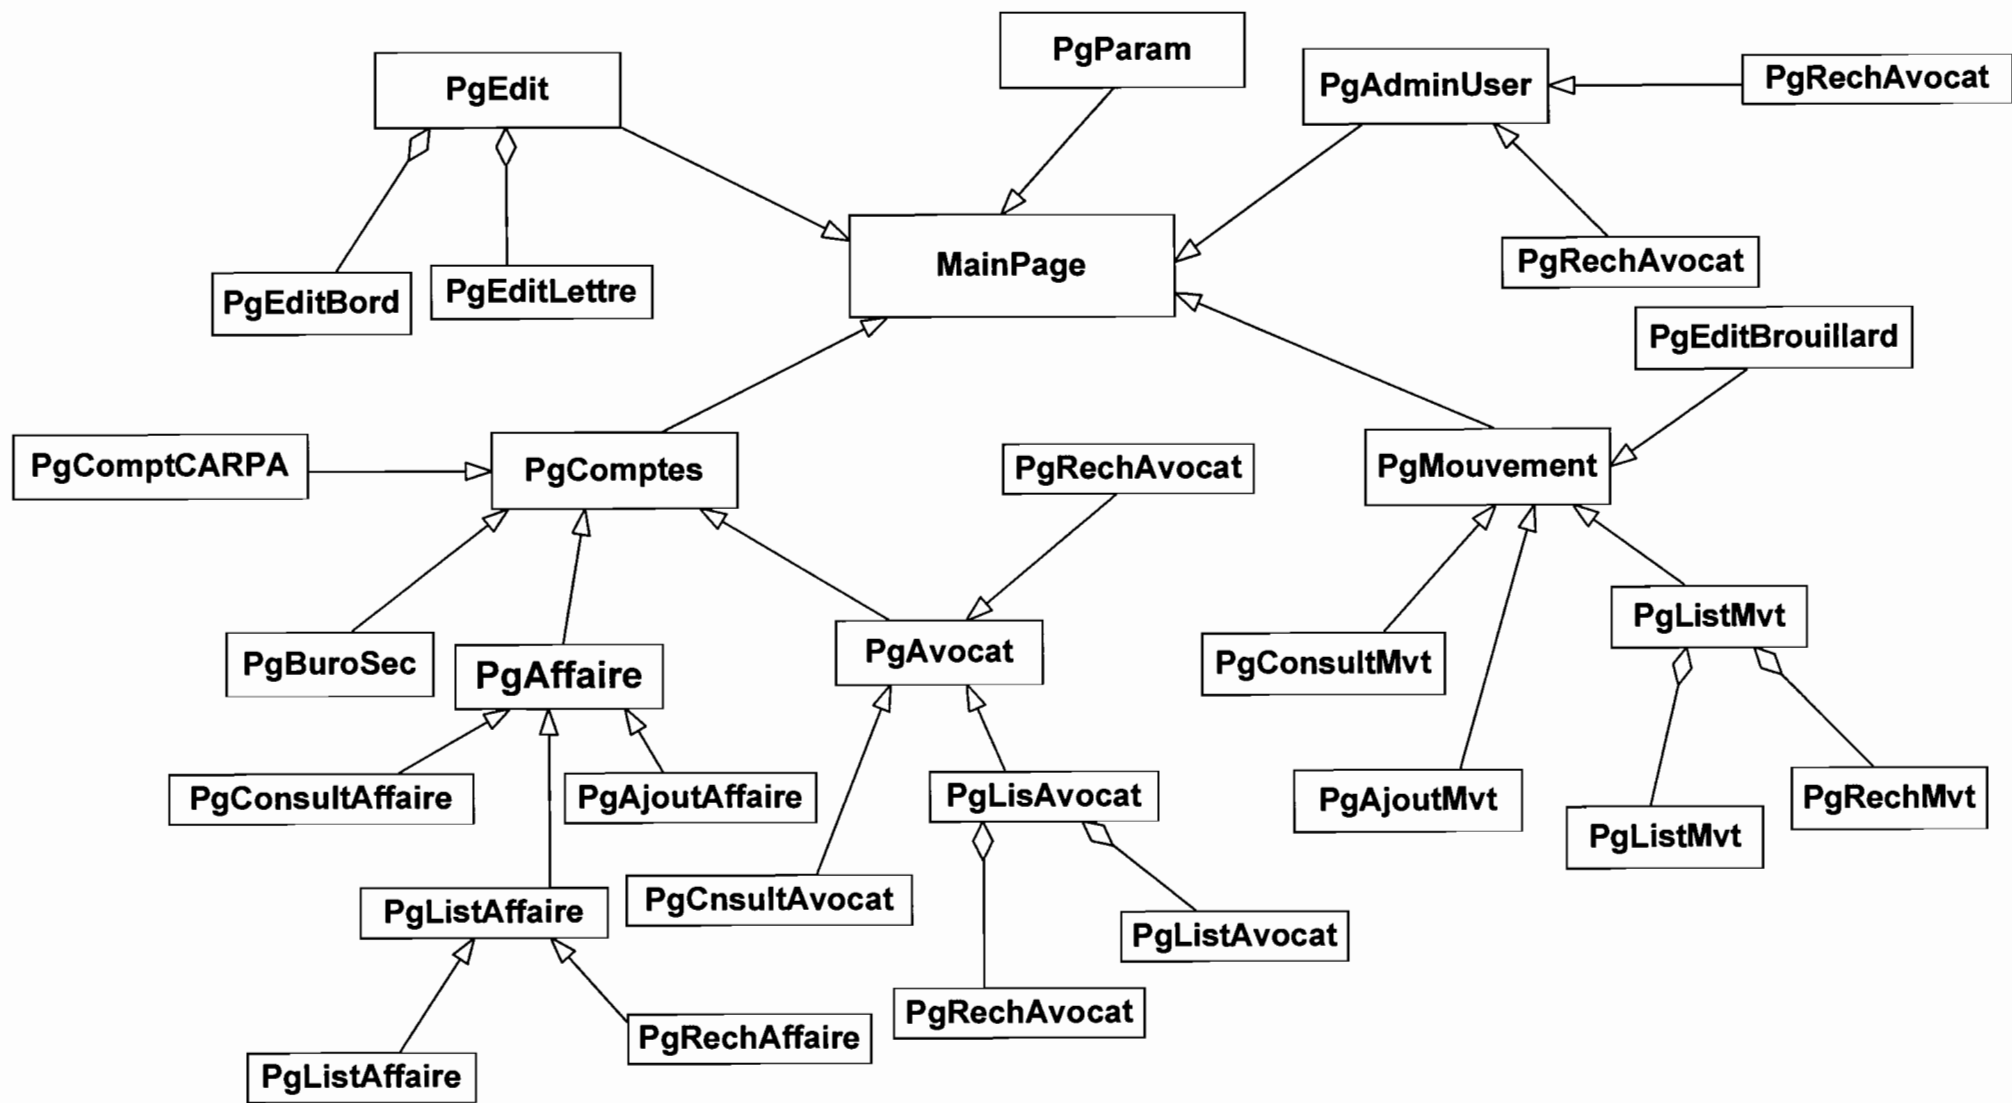 PgParam
PgEdit
PgAdminUser
PgRechAvocat
MainPage
PgRechAvocat
PgEditBord
PgEditLettre
PgEditBrouillard
PgComptCARPA
PgComptes
PgRechAvocat
PgMouvement
PgBuroSec
PgAffaire
PgAvocat
PgConsultMvt
PgListMvt
PgConsultAffaire
PgAjoutAffaire
PgLisAvocat
PgAjoutMvt
PgRechMvt
PgListMvt
PgListAffaire
PgCnsultAvocat
PgListAvocat
PgRechAvocat
PgRechAffaire
PgListAffaire